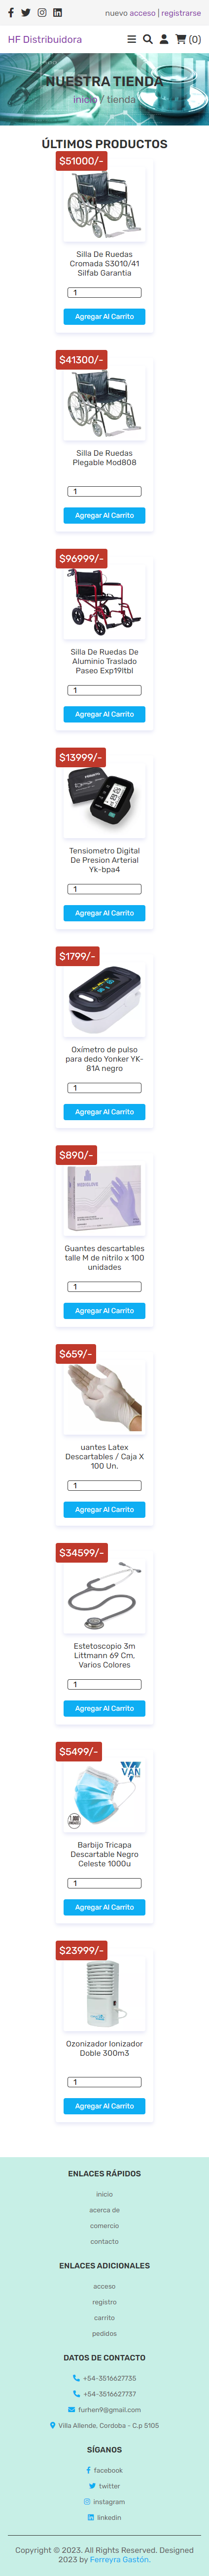 nuevo acceso | registrarse
HF Distribuidora
(0)
NUESTRA TIENDA
inicio / tienda
ÚLTIMOS PRODUCTOS
$51000/-
Silla De Ruedas
Cromada S3010/41
Silfab Garantia
1
Agregar Al Carrito
$41300/-
Silla De Ruedas
Plegable Mod808
1
Agregar Al Carrito
$96999/-
Silla De Ruedas De
Aluminio Traslado
Paseo Exp19ltbl
1
Agregar Al Carrito
$13999/-
Tensiometro Digital
De Presion Arterial
Yk-bpa4
1
Agregar Al Carrito
$1799/-
Oxímetro de pulso
para dedo Yonker YK-
81A negro
1
Agregar Al Carrito
$890/-
Guantes descartables
talle M de nitrilo x 100
unidades
1
Agregar Al Carrito
$659/-
uantes Latex
Descartables / Caja X
100 Un.
1
Agregar Al Carrito
$34599/-
Estetoscopio 3m
Littmann 69 Cm,
Varios Colores
1
Agregar Al Carrito
$5499/-
VAN
Barbijo Tricapa
Descartable Negro
Celeste 1000u
1
Agregar Al Carrito
$23999/-
Ozonizador Ionizador
Doble 300m3
1
Agregar Al Carrito
ENLACES RÁPIDOS
inicio
acerca de
comercio
contacto
ENLACES ADICIONALES
acceso
registro
carrito
pedidos
DATOS DE CONTACTO
+54-3516627735
+54-3516627737
furhen9@gmail.com
Villa Allende, Cordoba - C.p 5105
SÍGANOS
facebook
twitter
instagram
linkedin
Copyright © 2023. All Rights Reserved. Designed
2023 by Ferreyra Gastón.